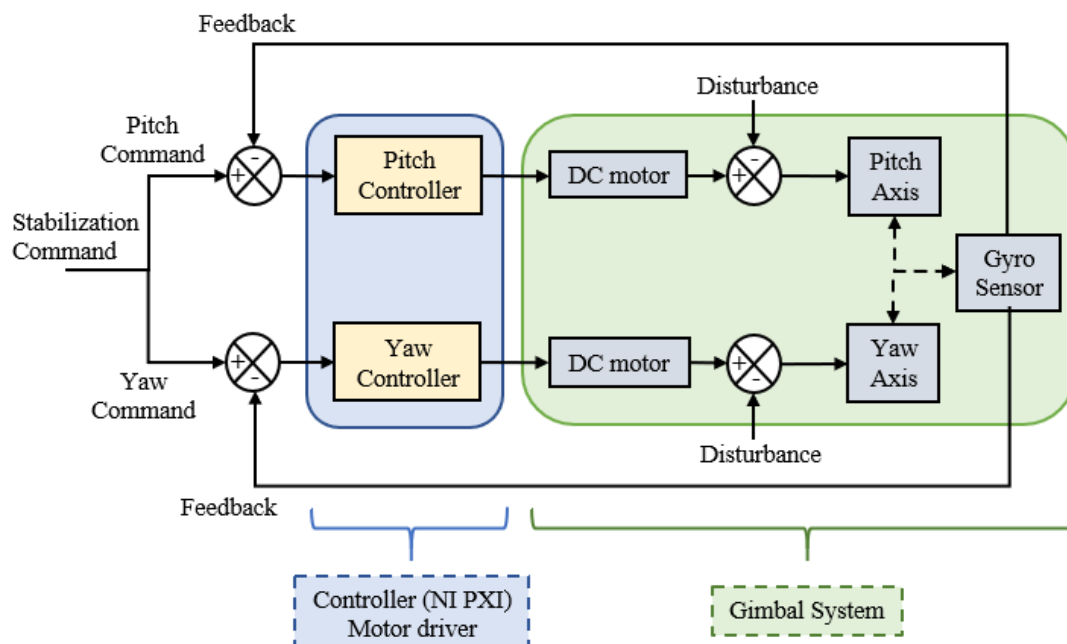 Feedback
Disturbance
Pitch
Command
-
+
Pitch
Controller
DC motor
-
+
Pitch
Axis
Stabilization
Command
Gyro
Sensor
Yaw
Command
+
-
Yaw
Controller
DC motor
+
-
Yaw
Axis
Disturbance
Feedback
Controller (NI PXI)
Motor driver
Gimbal System